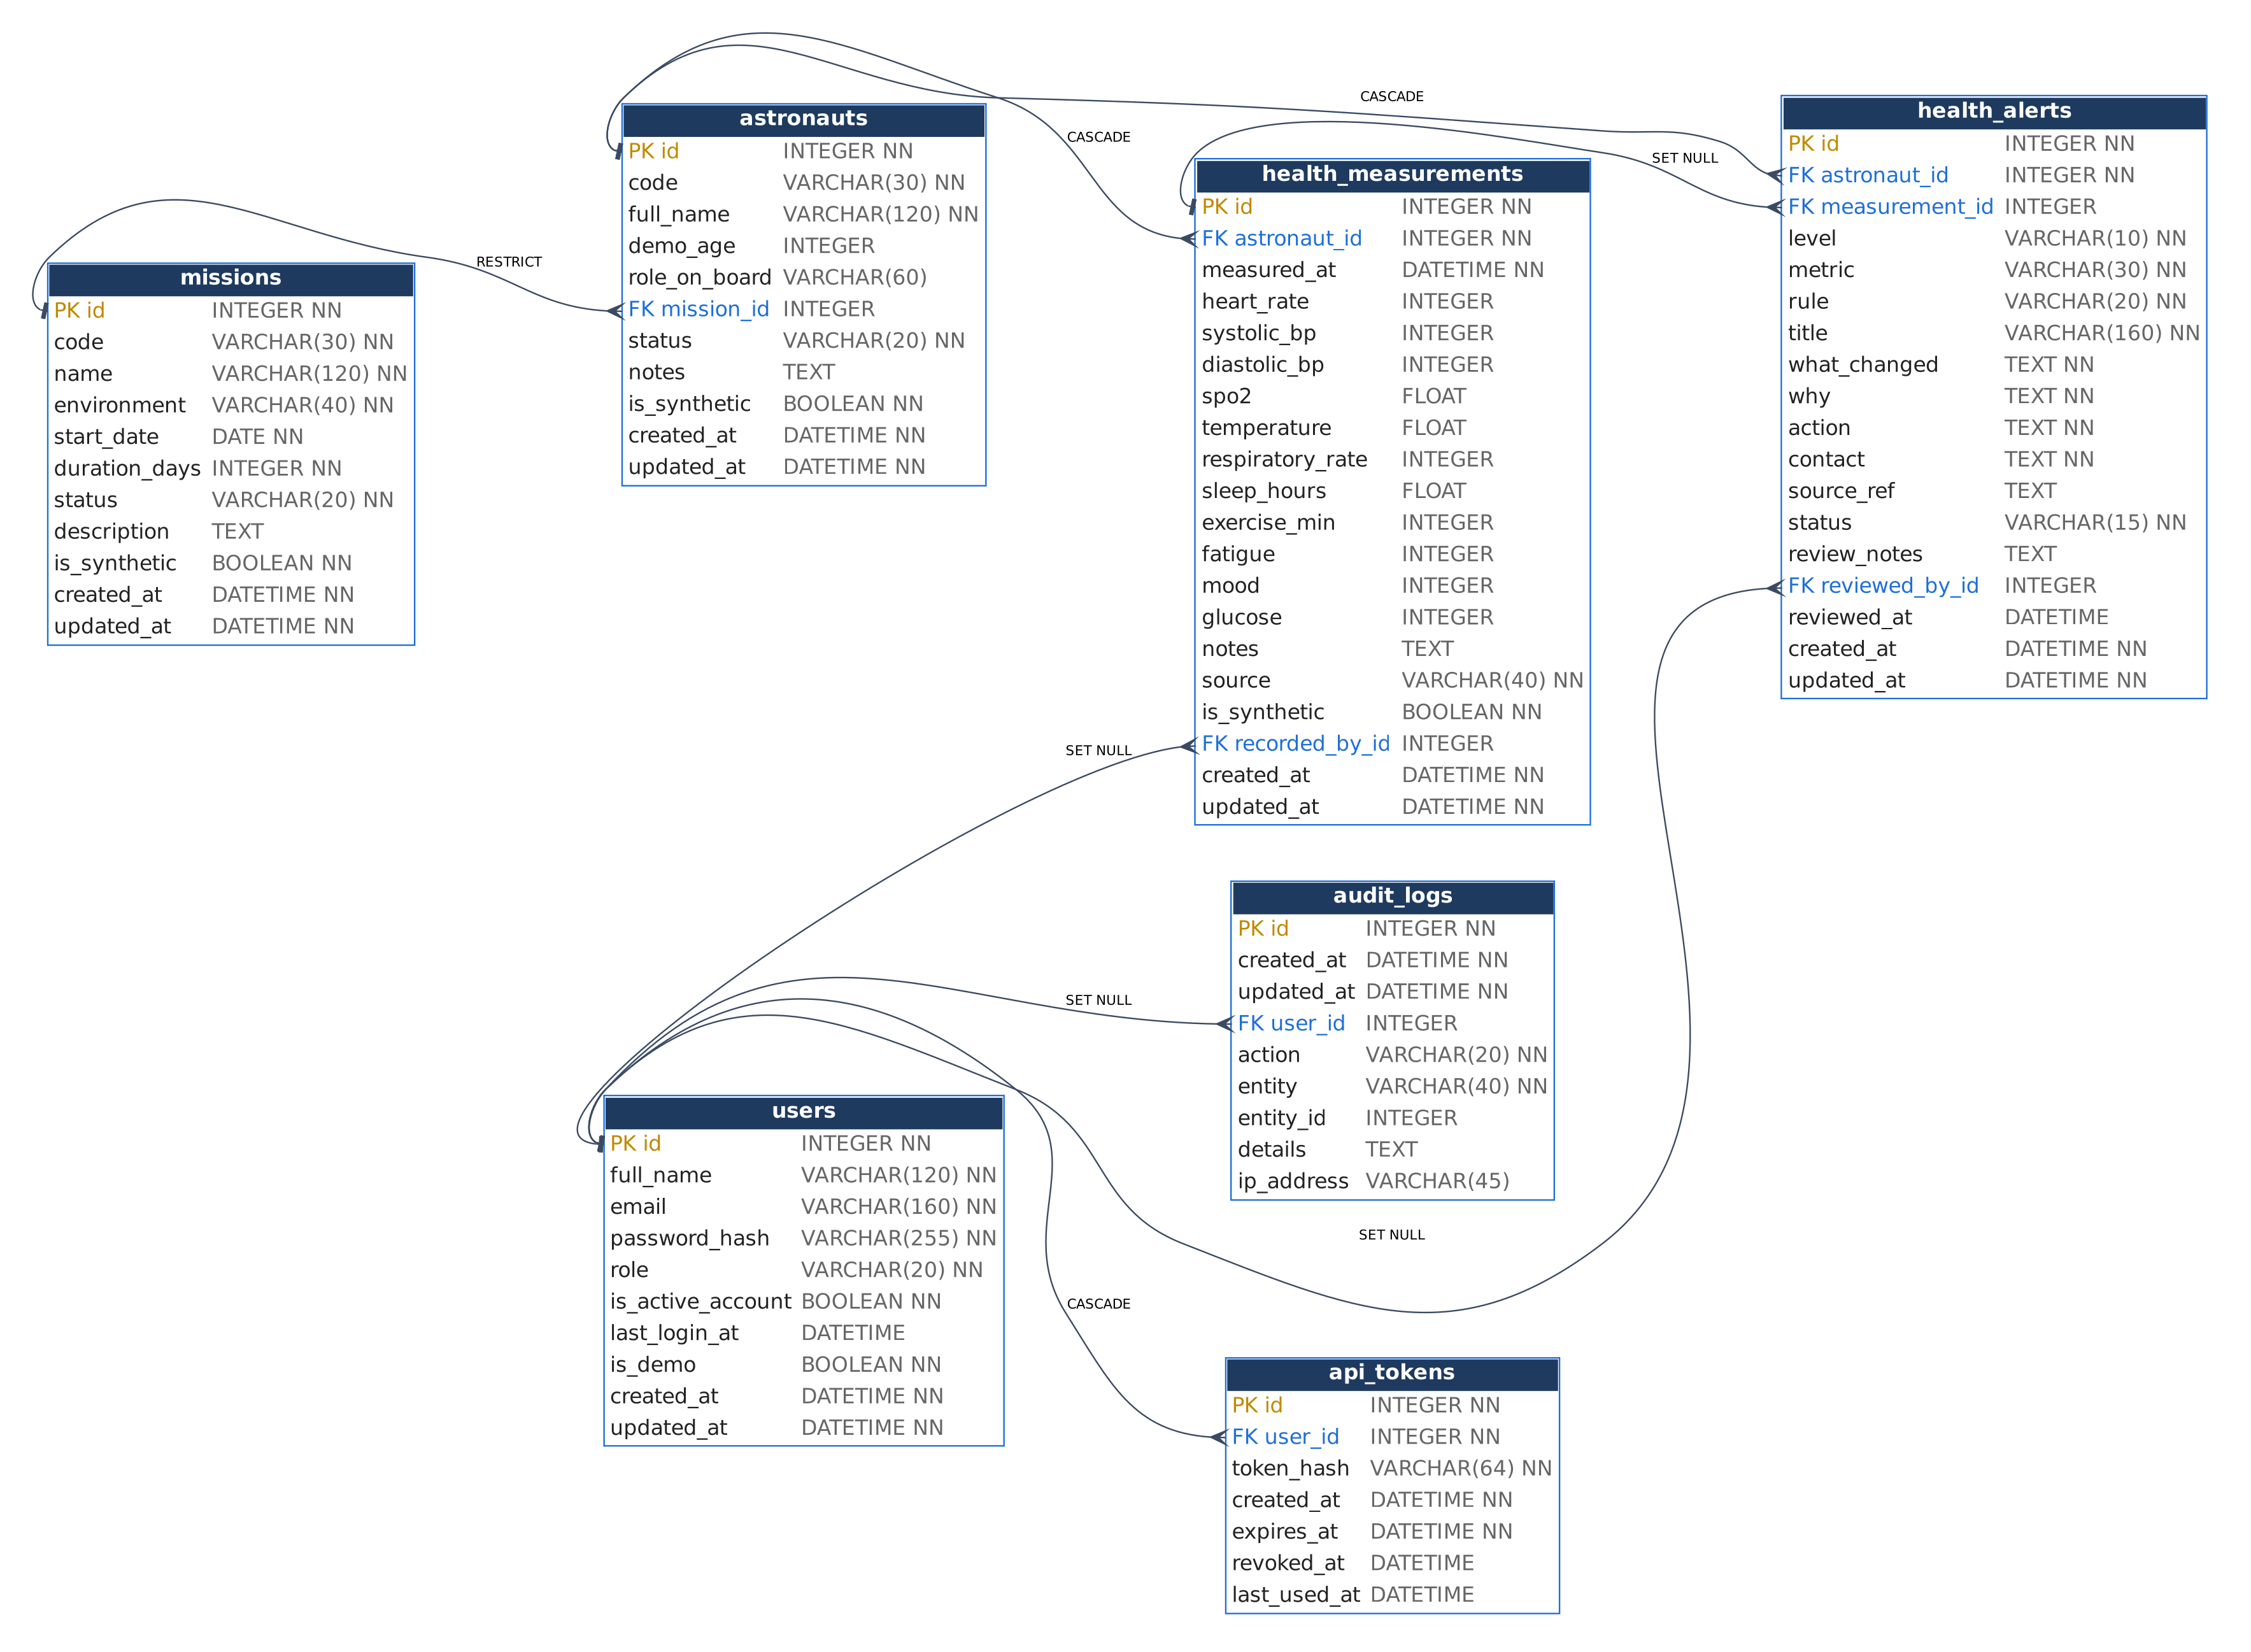 missions
PK id INTEGER NN
code VARCHAR(30) NN
name VARCHAR(120) NN
environment VARCHAR(40) NN
start_date DATE NN
duration_days INTEGER NN
status VARCHAR(20) NN
description TEXT
is_synthetic BOOLEAN NN
created_at DATETIME NN
updated_at DATETIME NN
RESTRICT
astronauts
PK id INTEGER NN
code VARCHAR(30) NN
full_name VARCHAR(120) NN
demo_age INTEGER
role_on_board VARCHAR(60)
FK mission_id INTEGER
status VARCHAR(20) NN
notes TEXT
is_synthetic BOOLEAN NN
created_at DATETIME NN
updated_at DATETIME NN
CASCADE
CASCADE
health_measurements
PK id INTEGER NN
FK astronaut_id INTEGER NN
measured_at DATETIME NN
heart_rate INTEGER
systolic_bp INTEGER
diastolic_bp INTEGER
spo2 FLOAT
temperature FLOAT
respiratory_rate INTEGER
sleep_hours FLOAT
exercise_min INTEGER
fatigue INTEGER
mood INTEGER
glucose INTEGER
notes TEXT
source VARCHAR(40) NN
is_synthetic BOOLEAN NN
FK recorded_by_id INTEGER
created_at DATETIME NN
updated_at DATETIME NN
SET NULL
health_alerts
PK id INTEGER NN
FK astronaut_id INTEGER NN
FK measurement_id INTEGER
level VARCHAR(10) NN
metric VARCHAR(30) NN
rule VARCHAR(20) NN
title VARCHAR(160) NN
what_changed TEXT NN
why TEXT NN
action TEXT NN
contact TEXT NN
source_ref TEXT
status VARCHAR(15) NN
review_notes TEXT
FK reviewed_by_id INTEGER
reviewed_at DATETIME
created_at DATETIME NN
updated_at DATETIME NN
SET NULL
SET NULL
audit_logs
PK id INTEGER NN
created_at DATETIME NN
updated_at DATETIME NN
FK user_id INTEGER
action VARCHAR(20) NN
entity VARCHAR(40) NN
entity_id INTEGER
details TEXT
ip_address VARCHAR(45)
users
PK id INTEGER NN
full_name VARCHAR(120) NN
email VARCHAR(160) NN
password_hash VARCHAR(255) NN
role VARCHAR(20) NN
is_active_account BOOLEAN NN
last_login_at DATETIME
is_demo BOOLEAN NN
created_at DATETIME NN
updated_at DATETIME NN
SET NULL
CASCADE
api_tokens
PK id INTEGER NN
FK user_id INTEGER NN
token_hash VARCHAR(64) NN
created_at DATETIME NN
expires_at DATETIME NN
revoked_at DATETIME
last_used_at DATETIME